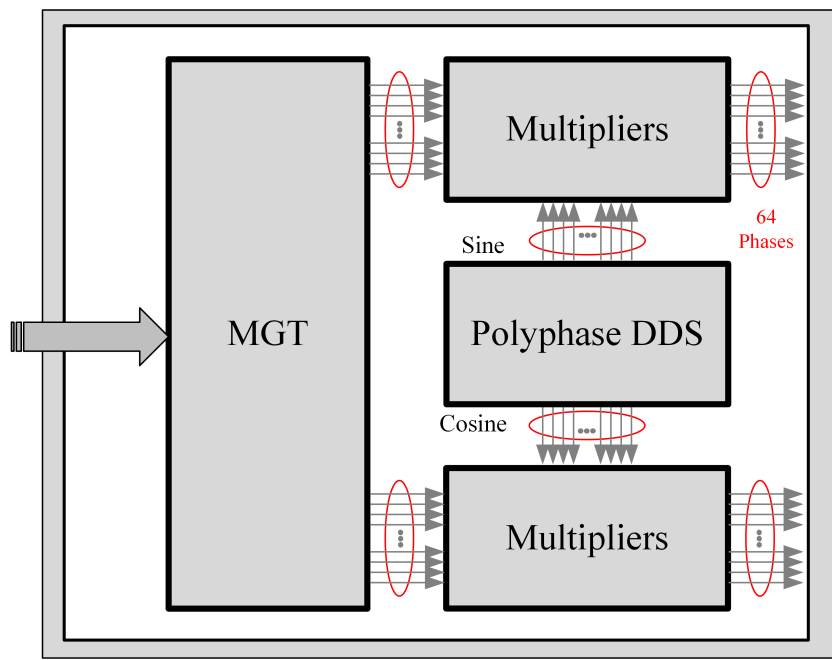 Multipliers
64
Phases
Sine
MGT
Polyphase DDS
Cosine
Multipliers